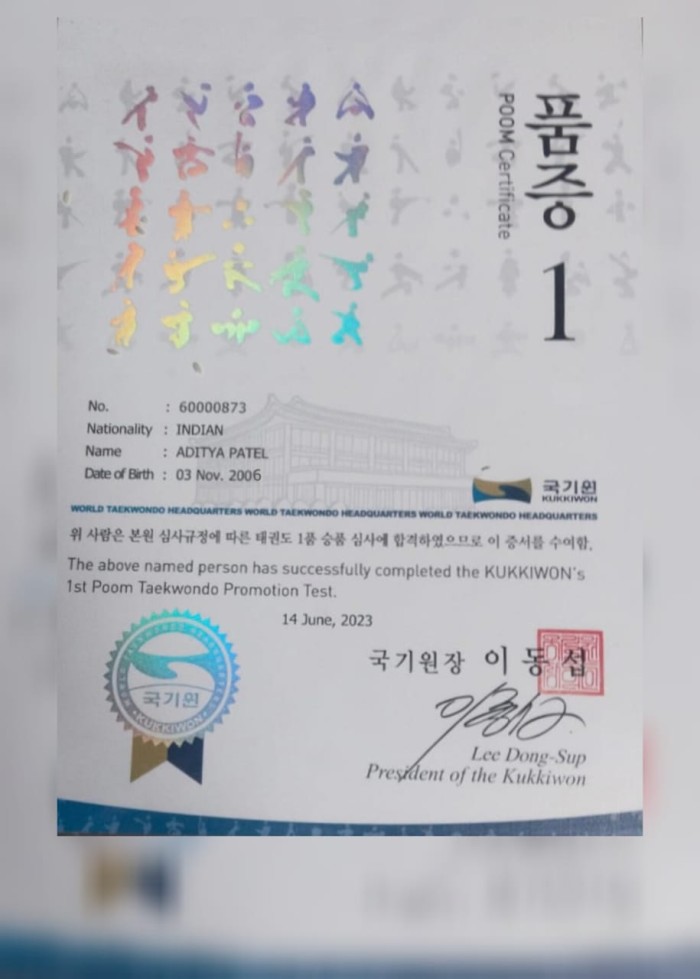 품증
POOM Certificate
1
No. : 60000873
Nationality : INDIAN
Name : ADITYA PATEL
Date of Birth : 03 Nov. 2006
국기원
KUKKIWON
WORLD TAEKWONDO HEADQUARTERS WORLD TAEKWONDO HEADQUARTERS WORLD TAEKWONDO HEADQUARTERS
위 사람은 본원 심사규정에 따른 태권도 1품 승품 심사에 합격하였으므로 이 증서를 수여함.
The above named person has successfully completed the KUKKIWON's
1st Poom Taekwondo Promotion Test.
14 June, 2023
국기원장 이동섭
국기원
KUKKIWON
Lee Dong-Sup
President of the Kukkiwon